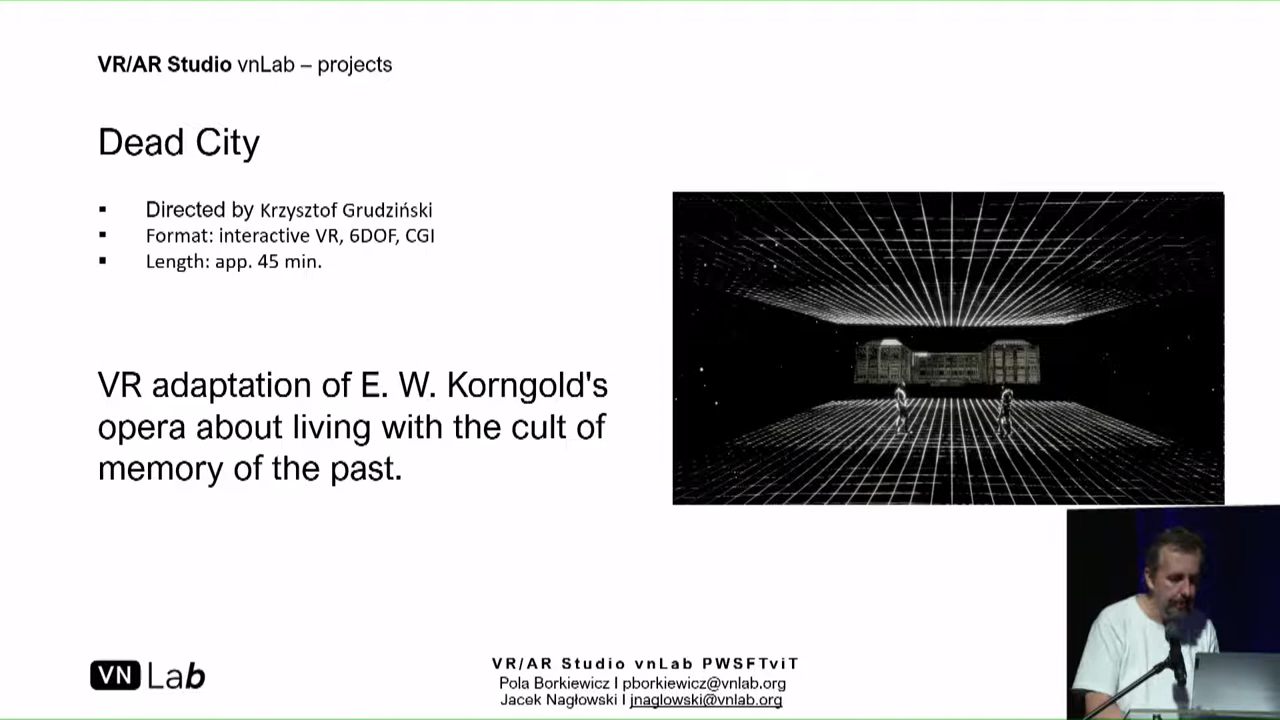 VR/AR Studio vnLab – projects
Dead City
▪ Directed by Krzysztof Grudziński
▪ Format: interactive VR, 6DOF, CGI
▪ Length: app. 45 min.
VR adaptation of E. W. Korngold's
opera about living with the cult of
memory of the past.
VN Lab
VR/AR Studio vnLab PWSFTviT
Pola Borkiewicz I pborkiewicz@vnlab.org
Jacek Nagłowski I jnaglowski@vnlab.org